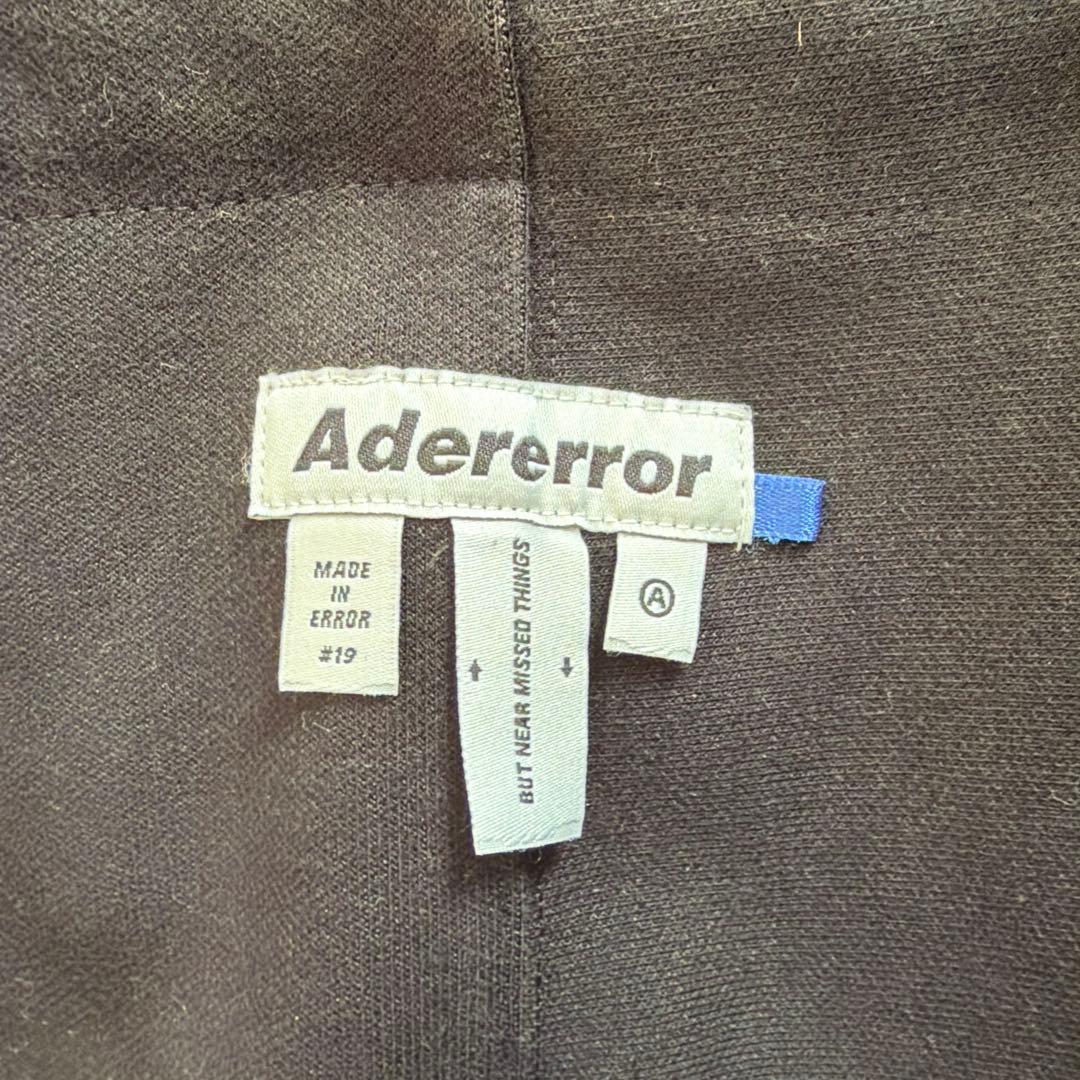 Adererror
MADE
IN
ERROR
#19
BUT NEAR MISSED THINGS
A